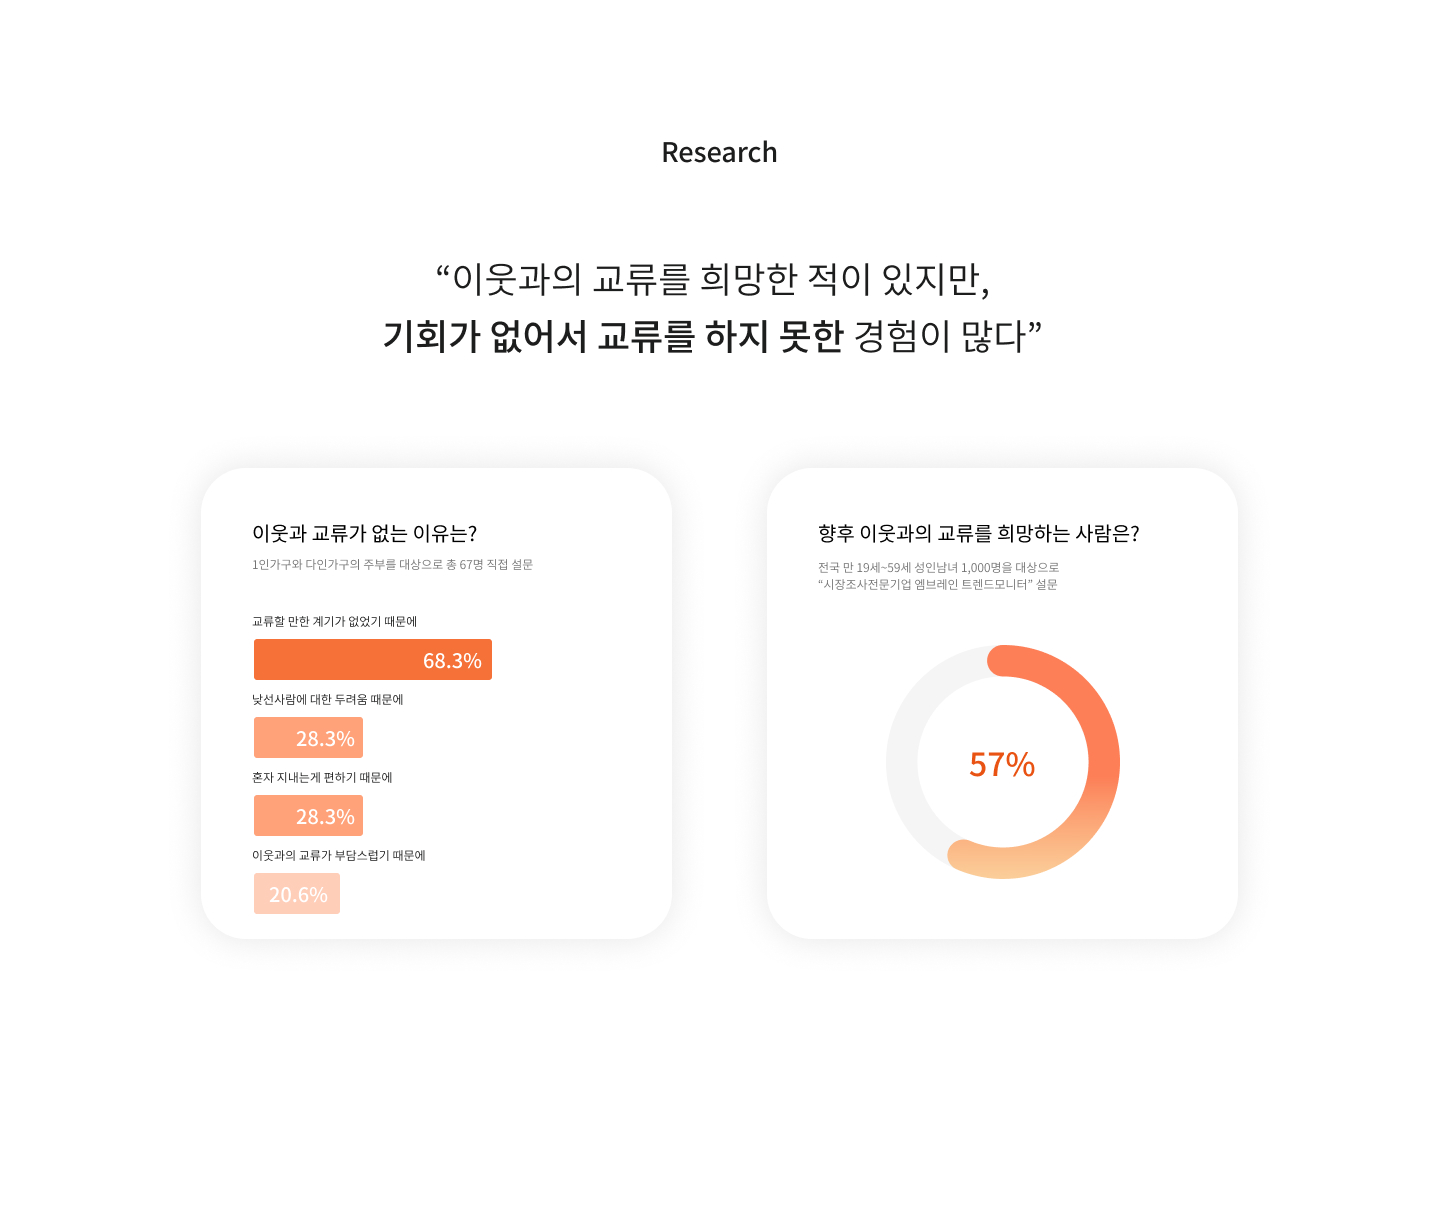 Research
“이웃과의 교류를 희망한 적이 있지만,
기회가 없어서 교류를 하지 못한 경험이 많다”
이웃과 교류가 없는 이유는?
1인가구와 다인가구의 주부를 대상으로 총 67명 직접 설문
교류할 만한 계기가 없었기 때문에
68.3%
낯선사람에 대한 두려움 때문에
28.3%
혼자 지내는게 편하기 때문에
28.3%
이웃과의 교류가 부담스럽기 때문에
20.6%
향후 이웃과의 교류를 희망하는 사람은?
전국 만 19세~59세 성인남녀 1,000명을 대상으로
“시장조사전문기업 엠브레인 트렌드모니터” 설문
57%